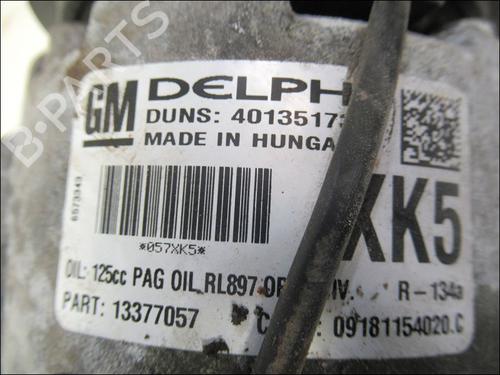 GM DELPH
DUNS: 4013517
MADE IN HUNGA
6573343
*057XK5*
XK5
OIL: 125cc PAG OIL RL897 OR R-134a
PART: 13377057 09181154020.C
B-PARTS